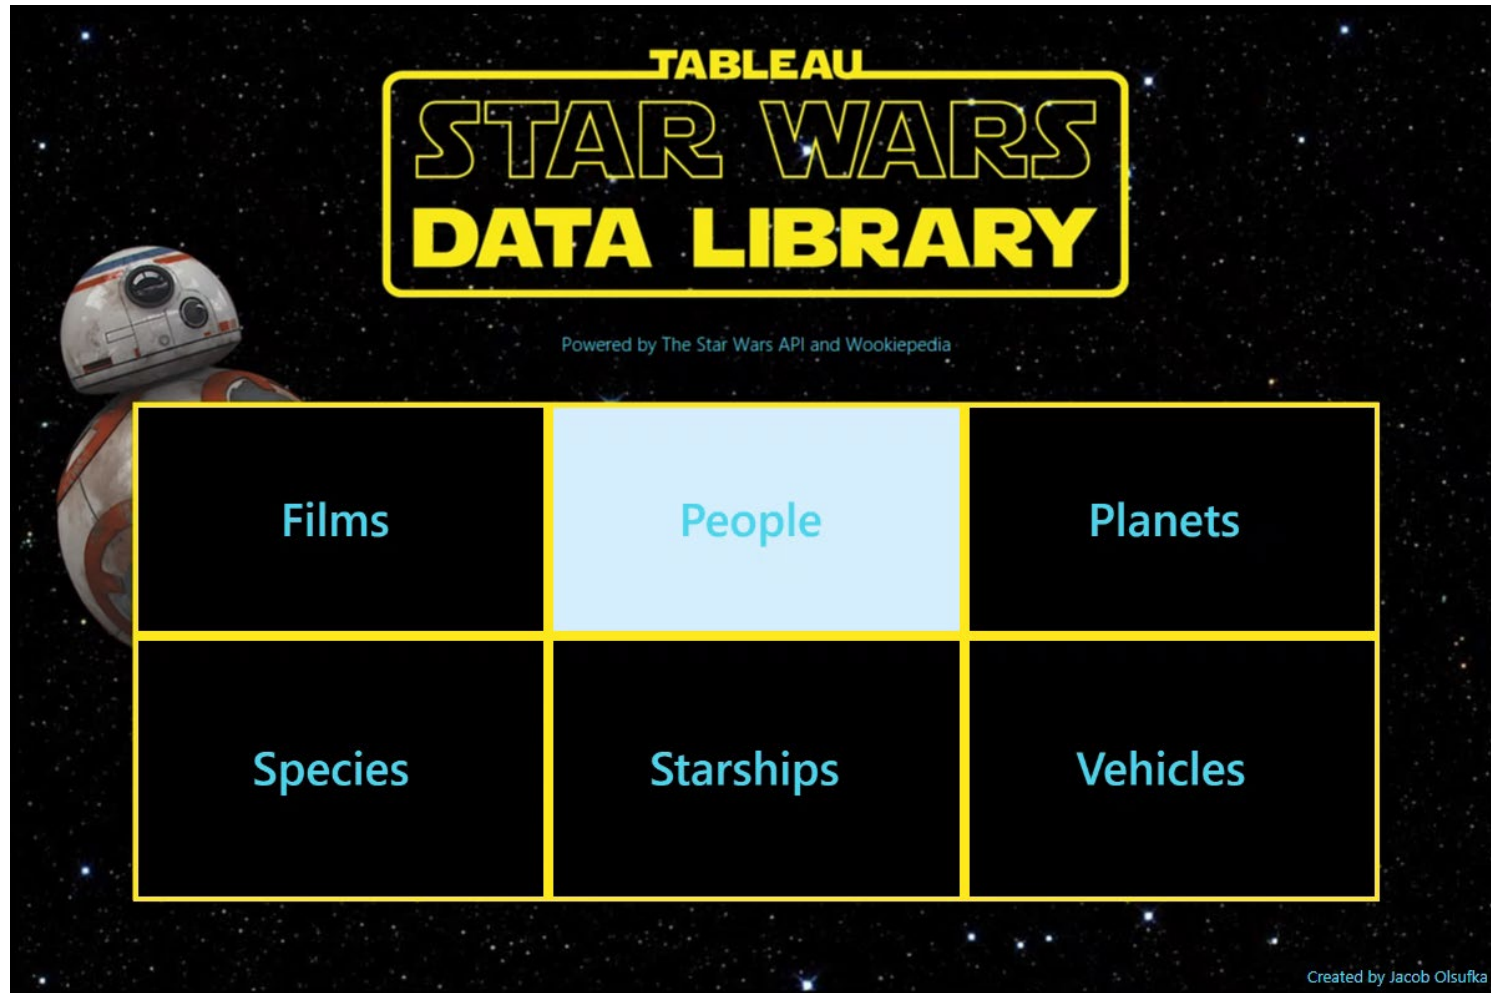 TABLEAU
STAR WARS
DATA LIBRARY
Powered by The Star Wars API and Wookiepedia
Films
People
Planets
Species
Starships
Vehicles
Created by Jacob Olsufka